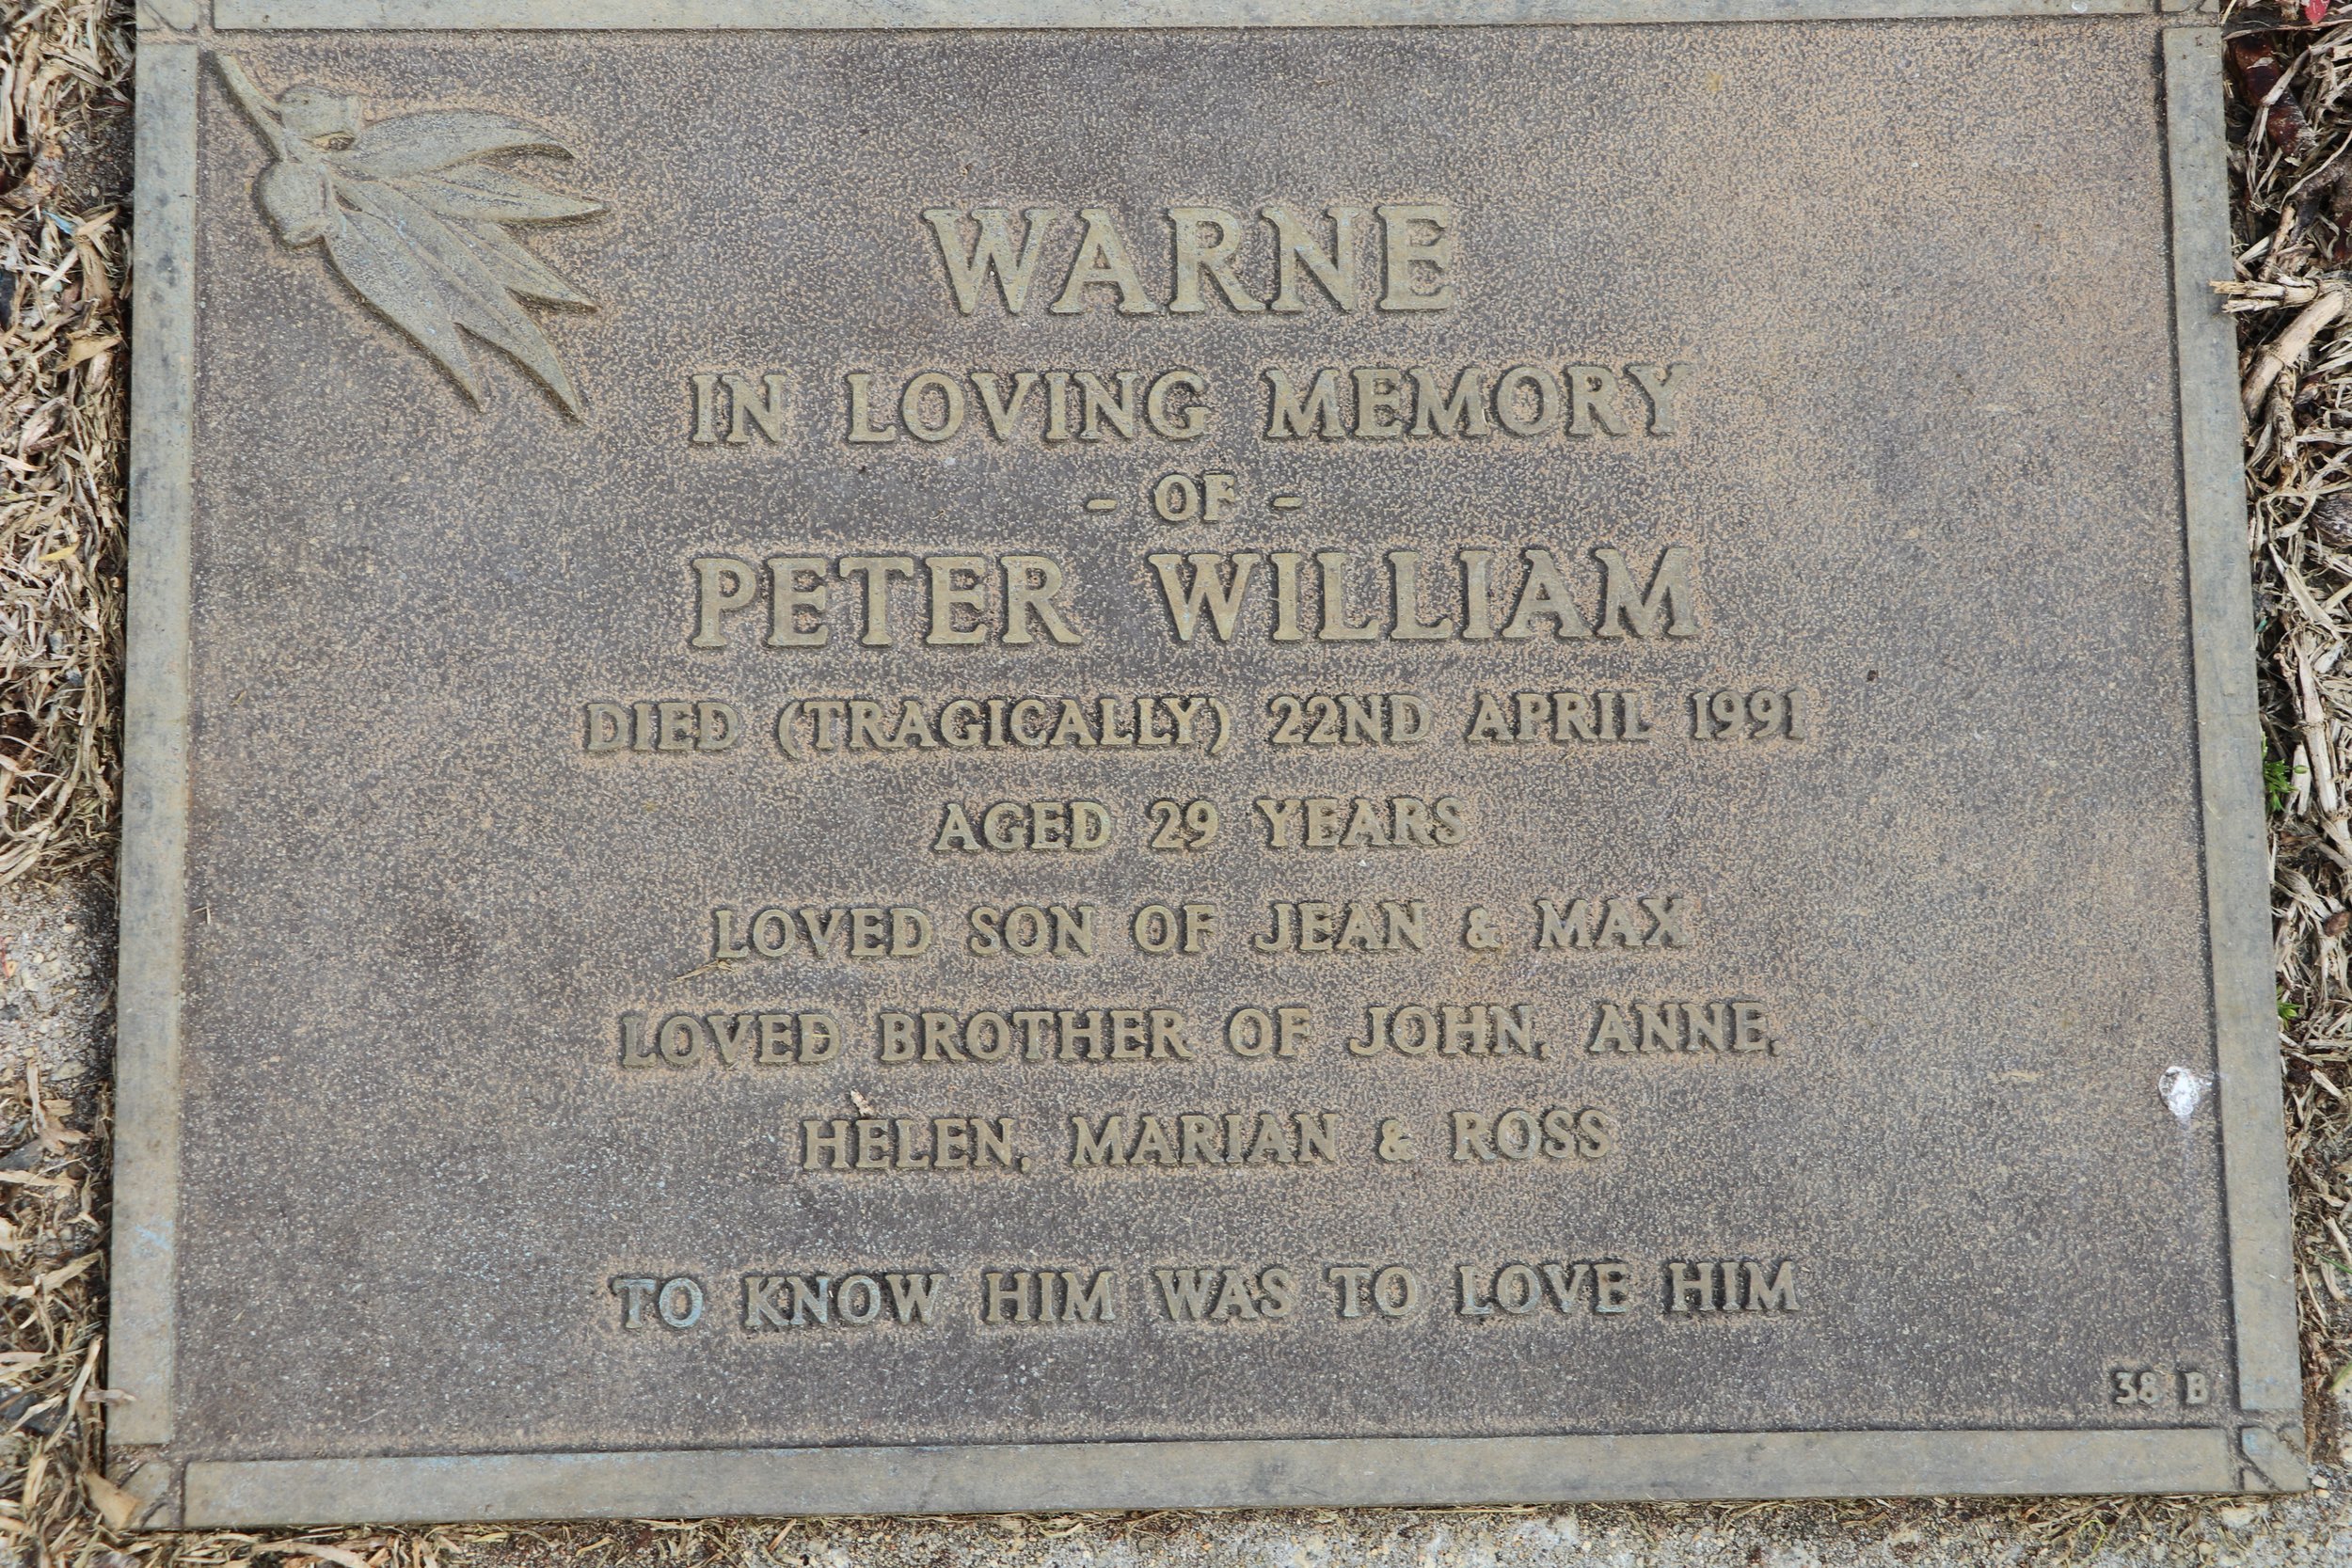 WARNE
IN LOVING MEMORY
- OF -
PETER WILLIAM
DIED (TRAGICALLY) 22ND APRIL 1991
AGED 29 YEARS
LOVED SON OF JEAN & MAX
LOVED BROTHER OF JOHN, ANNE,
HELEN, MARIAN & ROSS
TO KNOW HIM WAS TO LOVE HIM
38 B